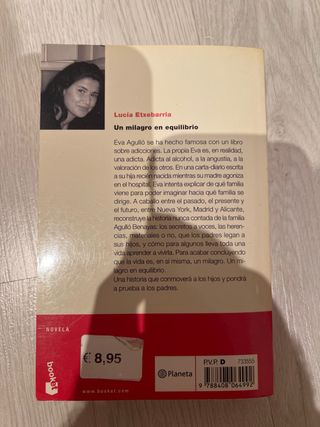 Lucía Etxebarria
Un milagro en equilibrio
Eva Agulló se ha hecho famosa con un libro
sobre adicciones. La propia Eva es, en realidad,
una adicta. Adicta al alcohol, a la angustia, a la
valoración de los otros. En una carta-diario escrita
a su hija recién nacida mientras su madre agoniza
en el hospital, Eva intenta explicar de qué familia
viene para poder imaginar hacia qué familia se
dirige. A caballo entre el pasado, el presente y
el futuro, entre Nueva York, Madrid y Alicante,
reconstruye la historia nunca contada de la familia
Agulló Benayas: los secretos a voces, las heren-
cias, materiales o no, que los padres legan a
sus hijos, y cómo para algunos lleva toda una
vida aprender a vivirla. Para acabar concluyendo
que la vida es, en sí misma, un milagro. Un mi-
lagro en equilibrio.
Una historia que conmoverá a los hijos y pondrá
a prueba a los padres.
NOVELA
booket
€ 8,95
www.booket.com
Planeta
P.V.P. D
733555
9 788408 064992